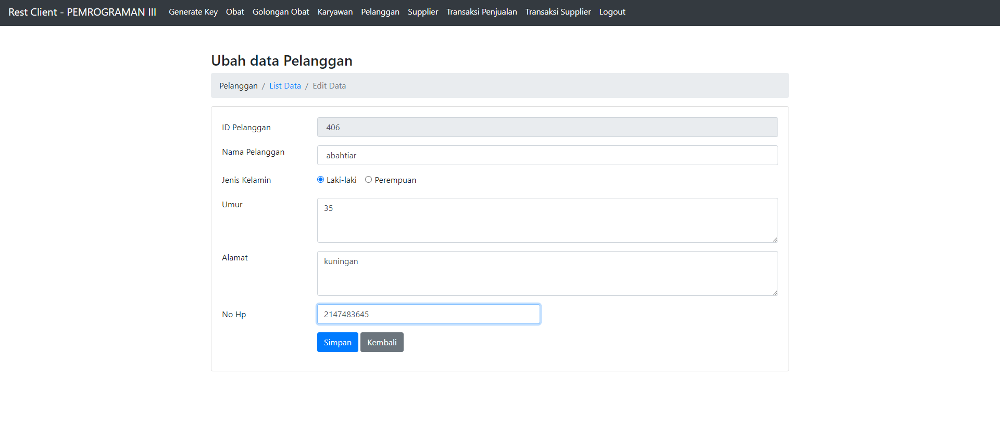 Rest Client - PEMROGRAMAN III Generate Key Obat Golongan Obat Karyawan Pelanggan Supplier Transaksi Penjualan Transaksi Supplier Logout
Ubah data Pelanggan
Pelanggan / List Data / Edit Data
ID Pelanggan 406
Nama Pelanggan abahtiar
Jenis Kelamin Laki-laki Perempuan
Umur 35
Alamat kuningan
No Hp 2147483645
Simpan Kembali